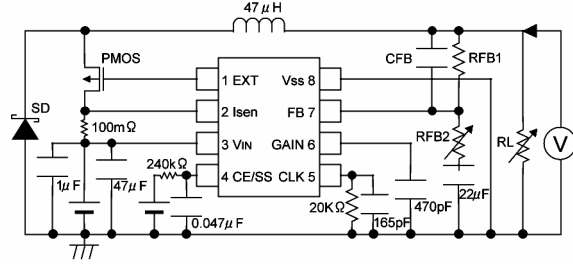 47μH
PMOS
CFB
RFB1
1 EXT
Vss 8
SD
2 Isen
FB 7
100mΩ
RFB2
3 VIN
GAIN 6
RL
V
240kΩ
4 CE/SS
CLK 5
1μF
47μF
20KΩ
22μF
0.047μF
165pF
470pF